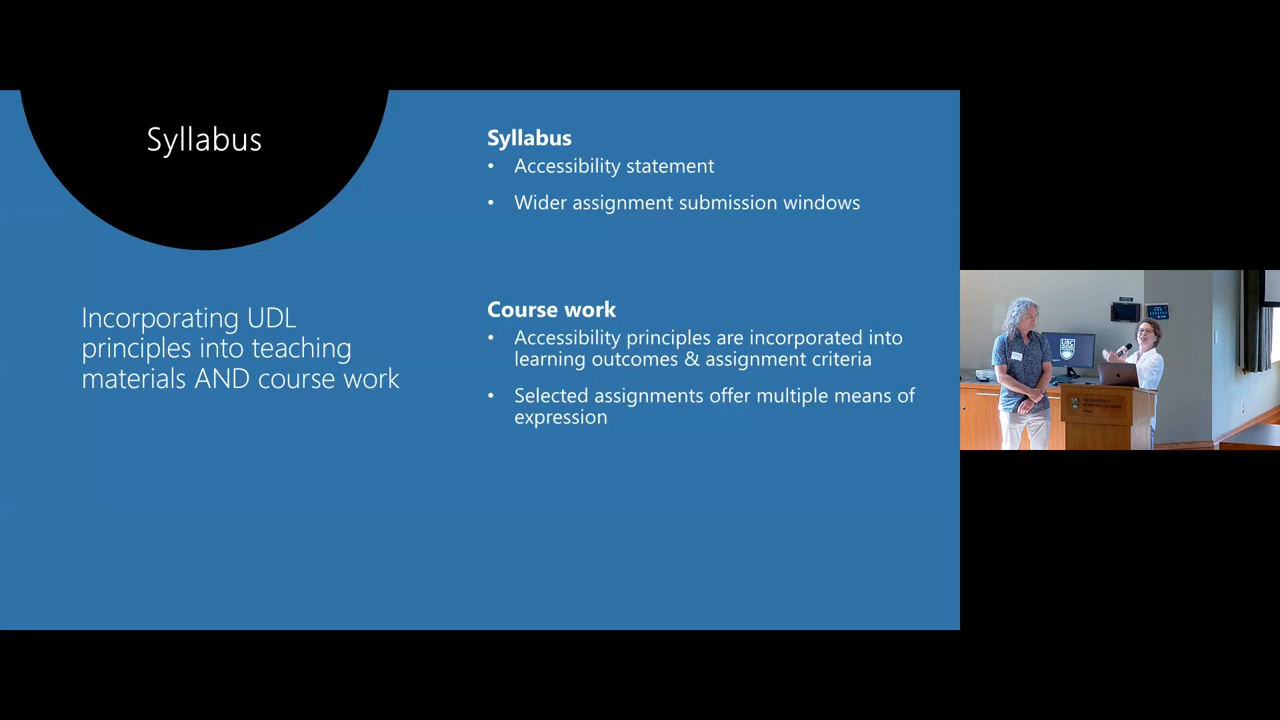 Syllabus
Incorporating UDL
principles into teaching
materials AND course work
Syllabus
• Accessibility statement
• Wider assignment submission windows
Course work
• Accessibility principles are incorporated into
learning outcomes & assignment criteria
• Selected assignments offer multiple means of
expression
UBC